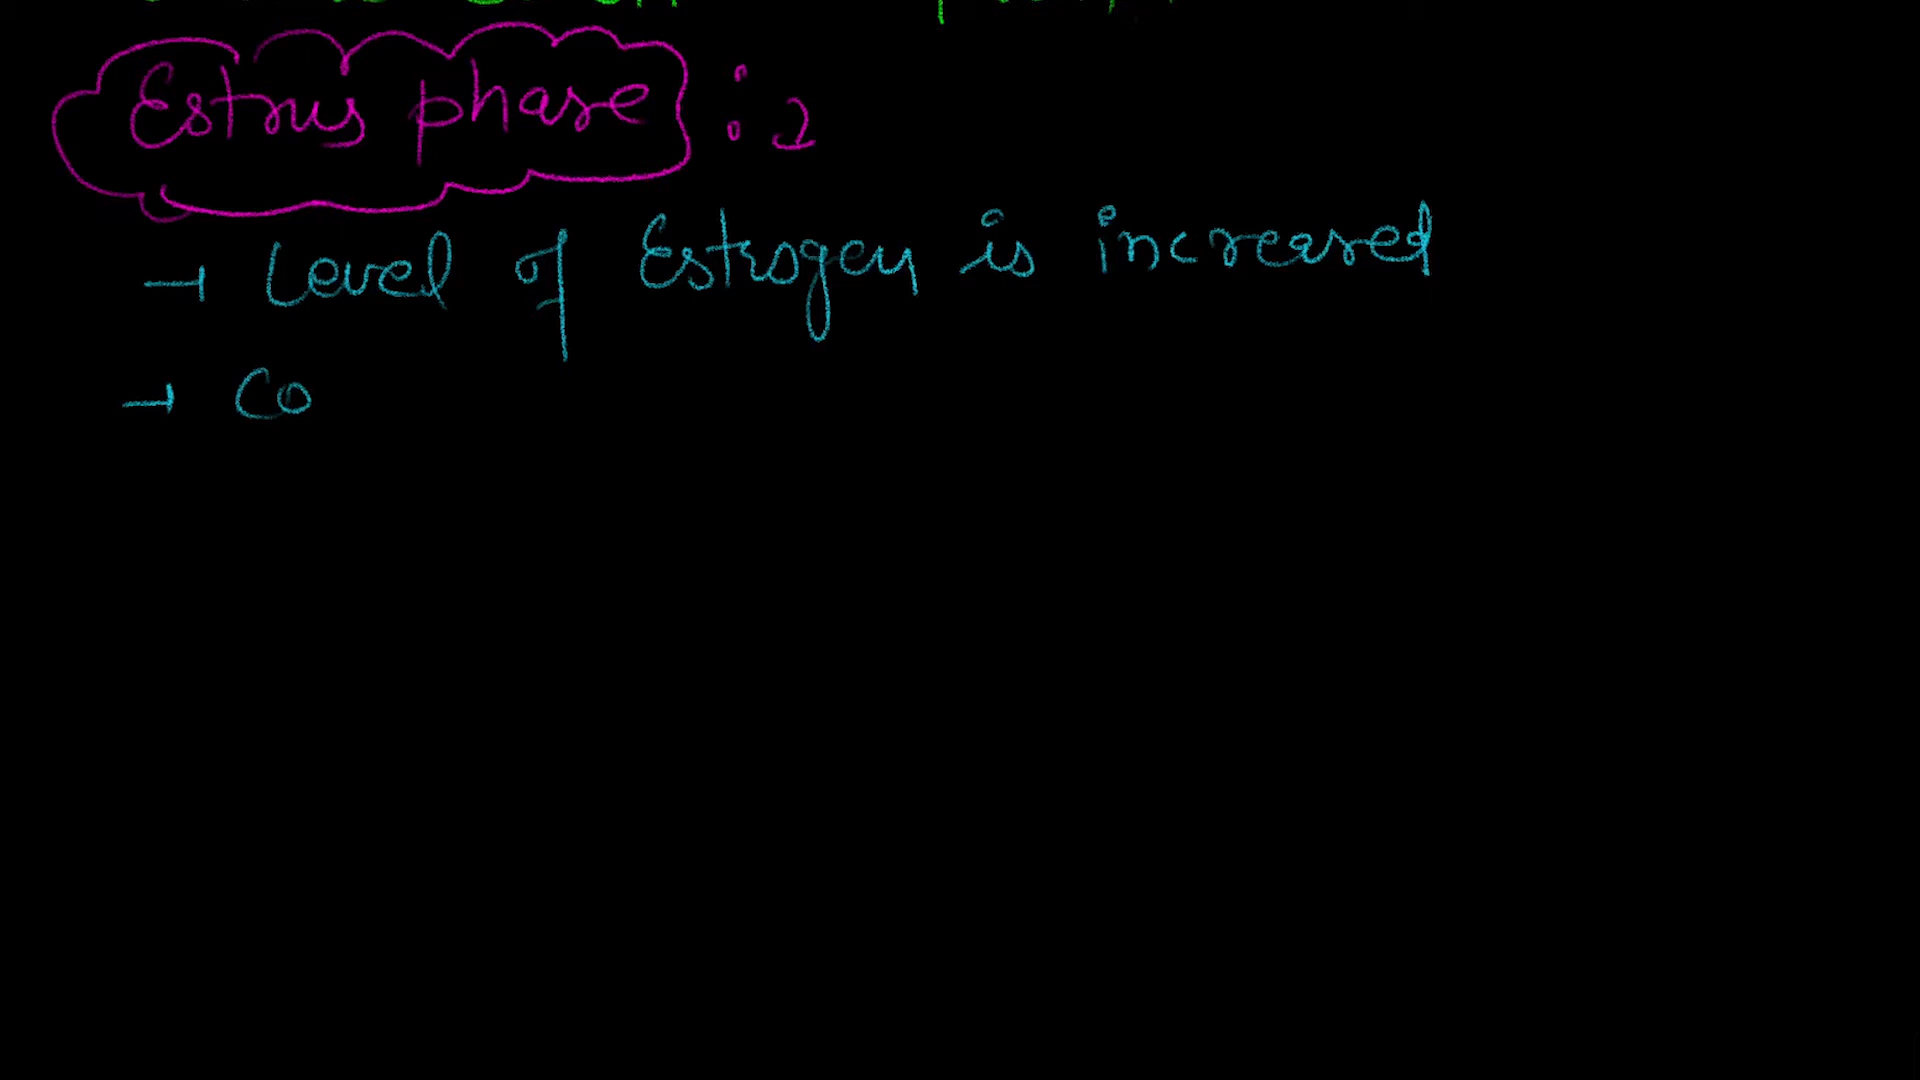 Estrus phase :-
→ Level of Estrogen is increased
→ Co